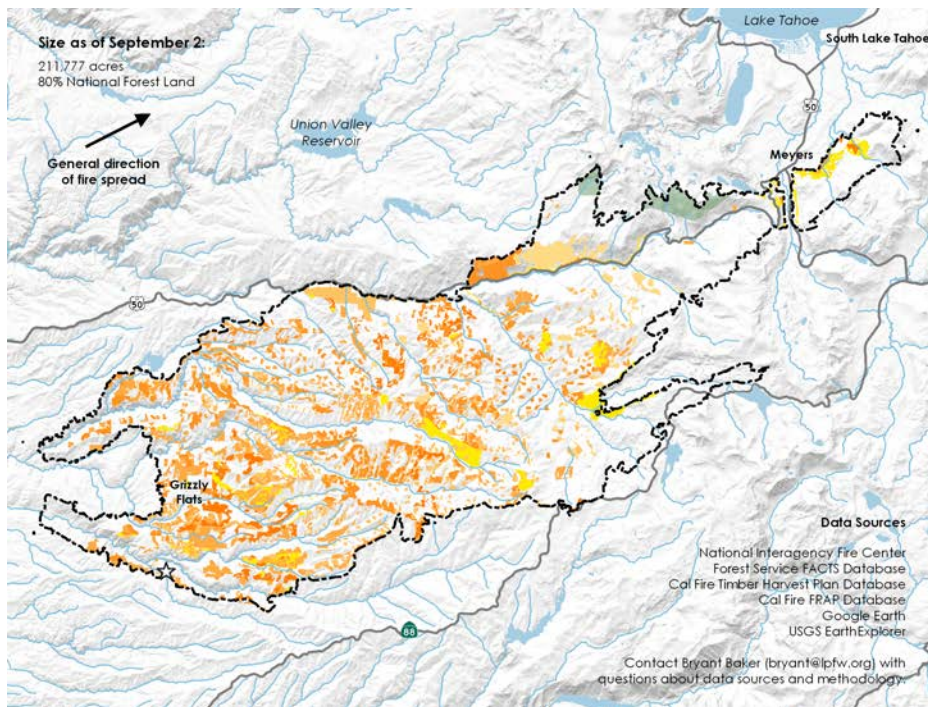 Size as of September 2:
211,777 acres
80% National Forest Land
General direction
of fire spread
Lake Tahoe
South Lake Tahoe
50
Union Valley
Reservoir
Meyers
50
Grizzly
Flats
88
Data Sources
National Interagency Fire Center
Forest Service FACTS Database
Cal Fire Timber Harvest Plan Database
Cal Fire FRAP Database
Google Earth
USGS EarthExplorer
Contact Bryant Baker (bryant@lpfw.org) with
questions about data sources and methodology.